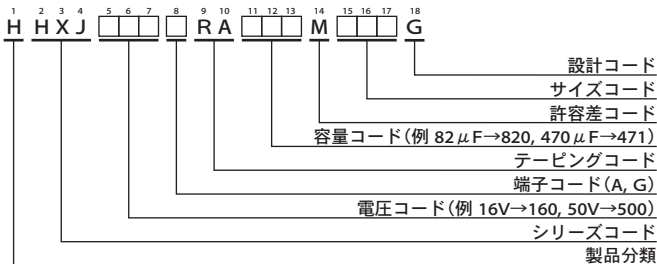 1 2 3 4 5 6 7 8 9 10 11 12 13 14 15 16 17 18
H HXJ □□□ □ RA □□□ M □□□ G
設計コード
サイズコード
許容差コード
容量コード(例 82μF→820, 470μF→471)
テーピングコード
端子コード(A, G)
電圧コード(例 16V→160, 50V→500)
シリーズコード
製品分類